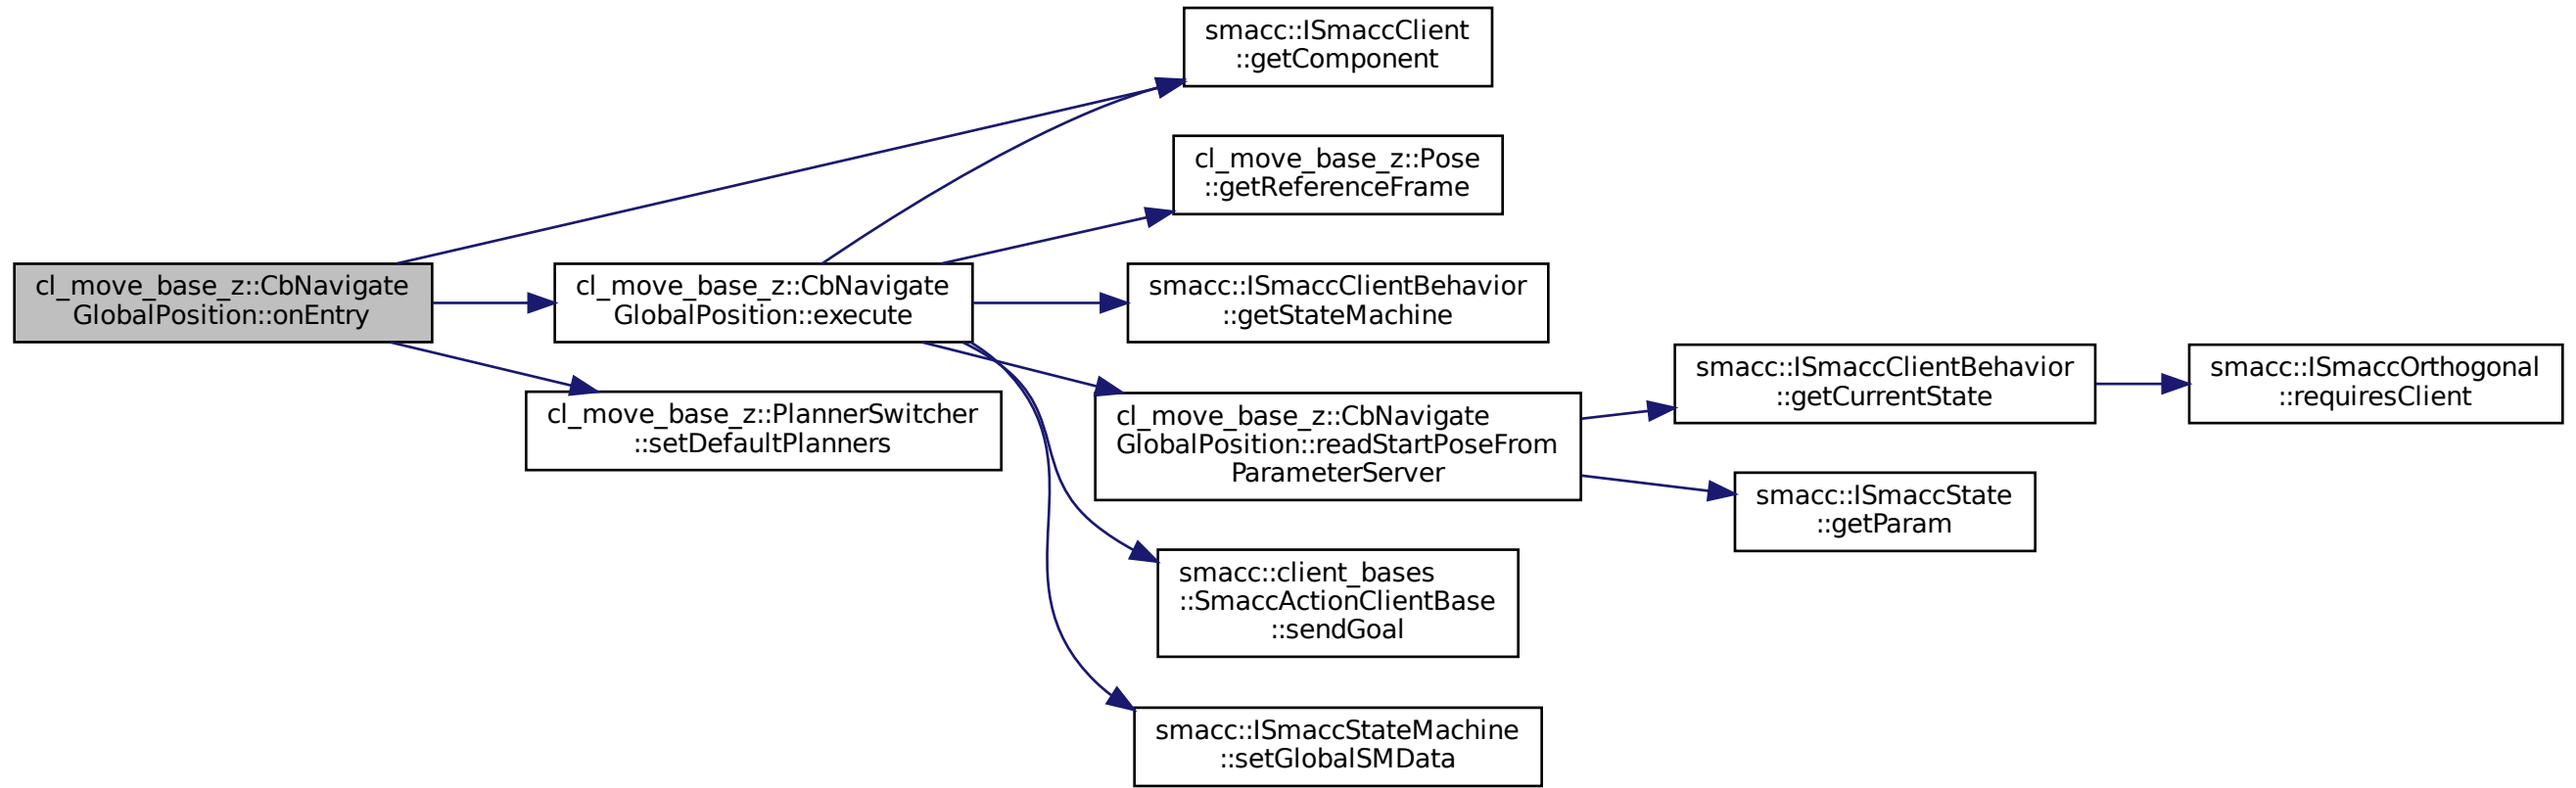 smacc::ISmaccClient
::getComponent
cl_move_base_z::Pose
::getReferenceFrame
cl_move_base_z::CbNavigate
GlobalPosition::onEntry
cl_move_base_z::CbNavigate
GlobalPosition::execute
smacc::ISmaccClientBehavior
::getStateMachine
cl_move_base_z::PlannerSwitcher
::setDefaultPlanners
cl_move_base_z::CbNavigate
GlobalPosition::readStartPoseFrom
ParameterServer
smacc::ISmaccClientBehavior
::getCurrentState
smacc::ISmaccOrthogonal
::requiresClient
smacc::ISmaccState
::getParam
smacc::client_bases
::SmaccActionClientBase
::sendGoal
smacc::ISmaccStateMachine
::setGlobalSMData